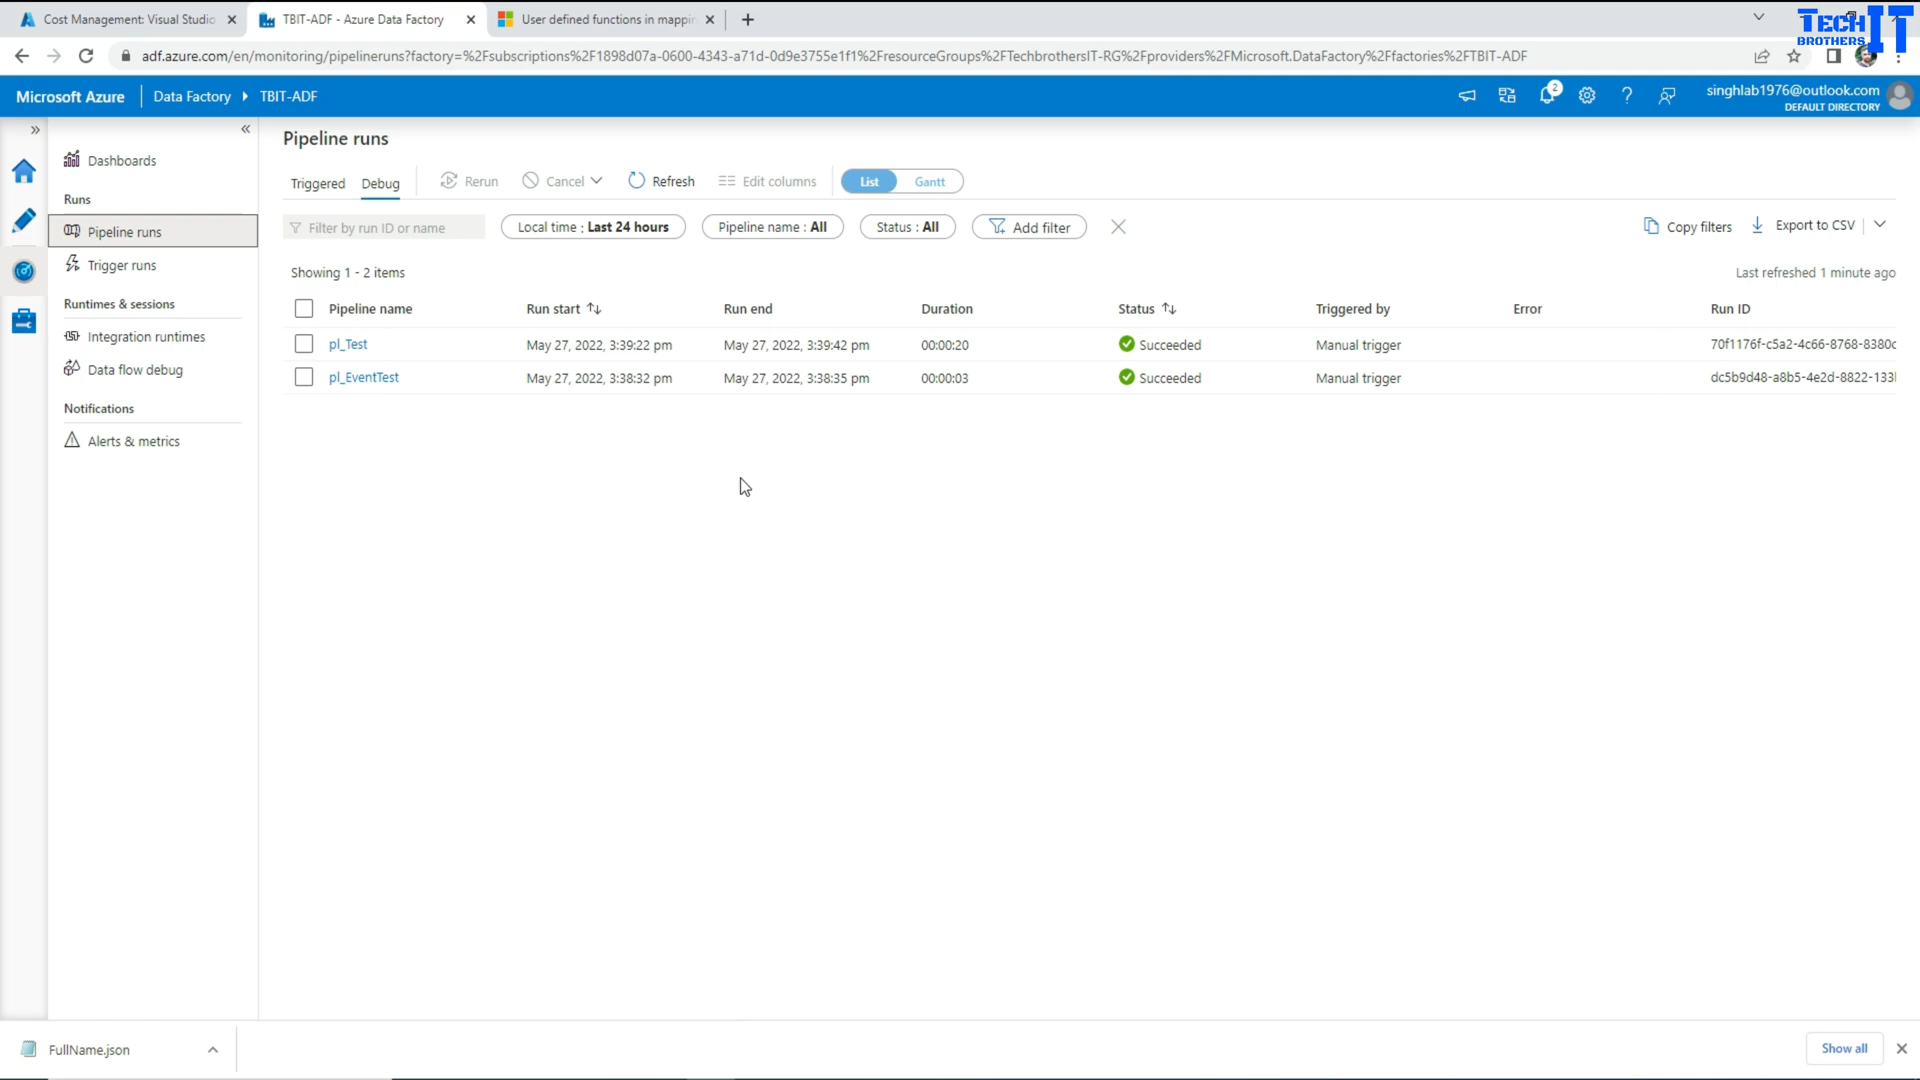 Cost Management: Visual Studio
TBIT-ADF - Azure Data Factory
User defined functions in mappin
TECH IT
BROTHERS
adf.azure.com/en/monitoring/pipelineruns?factory=%2Fsubscriptions%2F1898d07a-0600-4343-a71d-0d9e3755e1f1%2FresourceGroups%2FTechbrothersIT-RG%2Fproviders%2FMicrosoft.DataFactory%2Ffactories%2FTBIT-ADF
Microsoft Azure
Data Factory
TBIT-ADF
2
singhlab1976@outlook.com
DEFAULT DIRECTORY
Dashboards
Runs
Pipeline runs
Trigger runs
Runtimes & sessions
Integration runtimes
Data flow debug
Notifications
Alerts & metrics
Pipeline runs
Triggered Debug Rerun Cancel Refresh Edit columns List Gantt
Filter by run ID or name Local time : Last 24 hours Pipeline name : All Status : All Add filter Copy filters Export to CSV
Showing 1 - 2 items Last refreshed 1 minute ago
Pipeline name Run start Run end Duration Status Triggered by Error Run ID
pl_Test May 27, 2022, 3:39:22 pm May 27, 2022, 3:39:42 pm 00:00:20 Succeeded Manual trigger 70f1176f-c5a2-4c66-8768-8380c
pl_EventTest May 27, 2022, 3:38:32 pm May 27, 2022, 3:38:35 pm 00:00:03 Succeeded Manual trigger dc5b9d48-a8b5-4e2d-8822-133
FullName.json
Show all